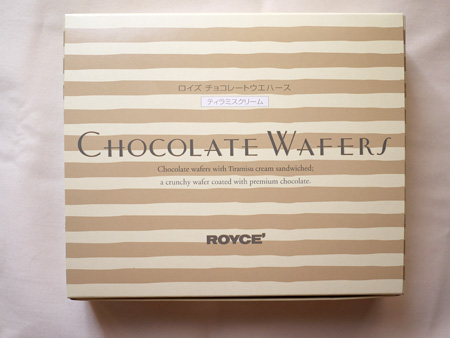 ロイズ チョコレートウエハース
ティラミスクリーム
CHOCOLATE WAFERS
Chocolate wafers with Tiramisu cream sandwiched;
a crunchy wafer coated with premium chocolate.
ROYCE'